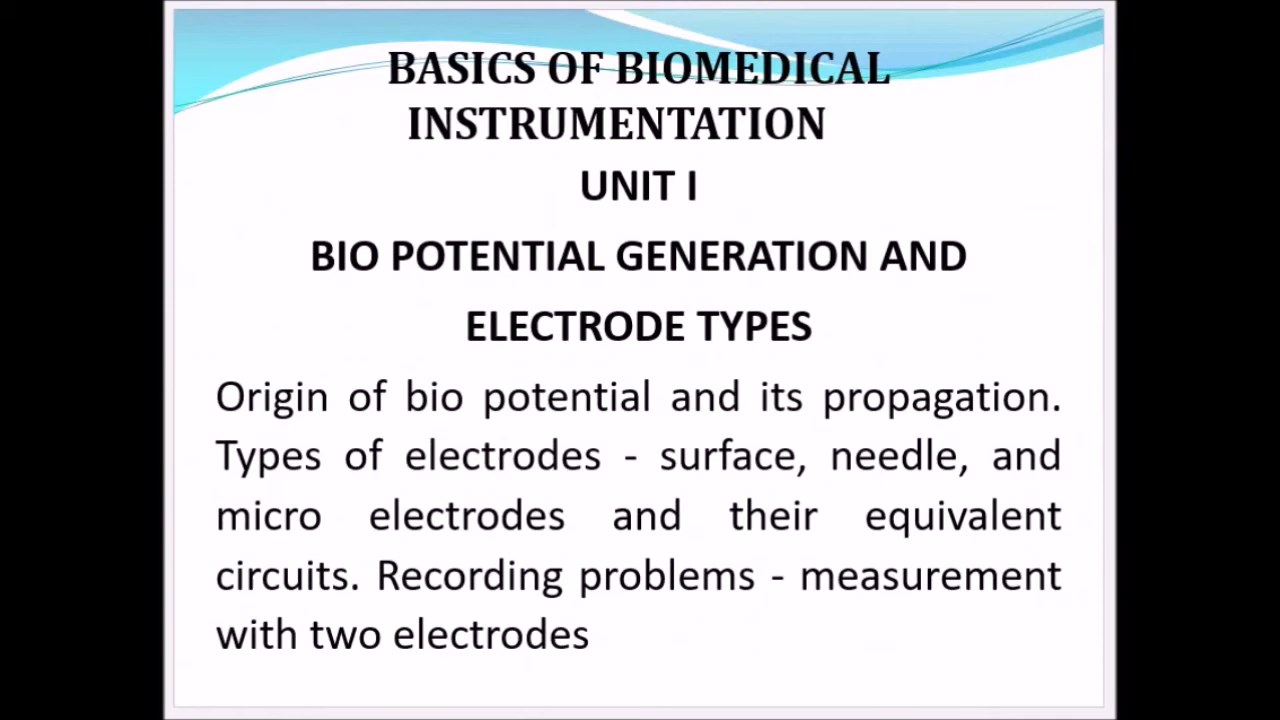 BASICS OF BIOMEDICAL
INSTRUMENTATION
UNIT I
BIO POTENTIAL GENERATION AND
ELECTRODE TYPES
Origin of bio potential and its propagation.
Types of electrodes - surface, needle, and
micro electrodes and their equivalent
circuits. Recording problems - measurement
with two electrodes